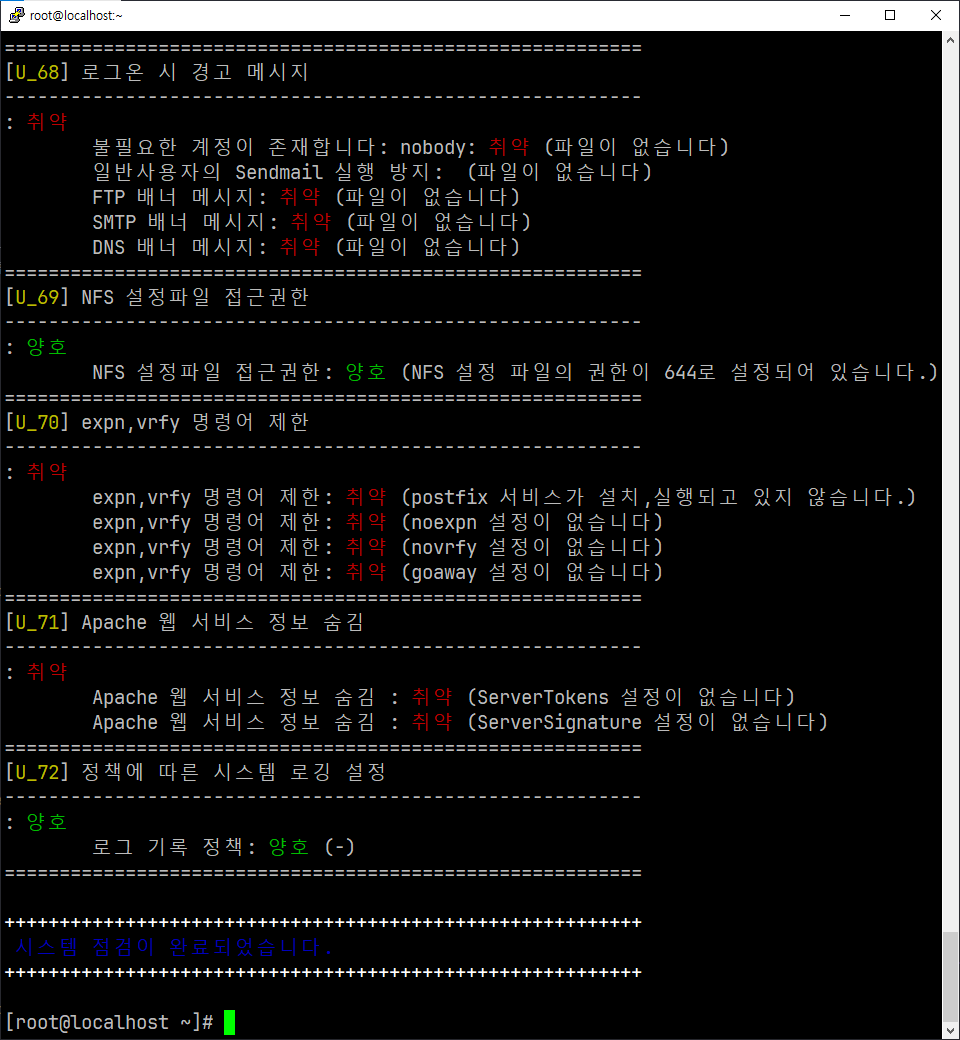 root@localhost:~
==========================================================
[U_68] 로그온 시 경고 메시지
----------------------------------------------------------
: 취약
불필요한 계정이 존재합니다: nobody: 취약 (파일이 없습니다)
일반사용자의 Sendmail 실행 방지: (파일이 없습니다)
FTP 배너 메시지: 취약 (파일이 없습니다)
SMTP 배너 메시지: 취약 (파일이 없습니다)
DNS 배너 메시지: 취약 (파일이 없습니다)
==========================================================
[U_69] NFS 설정파일 접근권한
----------------------------------------------------------
: 양호
NFS 설정파일 접근권한: 양호 (NFS 설정 파일의 권한이 644로 설정되어 있습니다.)
==========================================================
[U_70] expn,vrfy 명령어 제한
----------------------------------------------------------
: 취약
expn,vrfy 명령어 제한: 취약 (postfix 서비스가 설치,실행되고 있지 않습니다.)
expn,vrfy 명령어 제한: 취약 (noexpn 설정이 없습니다)
expn,vrfy 명령어 제한: 취약 (novrfy 설정이 없습니다)
expn,vrfy 명령어 제한: 취약 (goaway 설정이 없습니다)
==========================================================
[U_71] Apache 웹 서비스 정보 숨김
----------------------------------------------------------
: 취약
Apache 웹 서비스 정보 숨김 : 취약 (ServerTokens 설정이 없습니다)
Apache 웹 서비스 정보 숨김 : 취약 (ServerSignature 설정이 없습니다)
==========================================================
[U_72] 정책에 따른 시스템 로깅 설정
----------------------------------------------------------
: 양호
로그 기록 정책: 양호 (-)
==========================================================
++++++++++++++++++++++++++++++++++++++++++++++++++++++++++
시스템 점검이 완료되었습니다.
++++++++++++++++++++++++++++++++++++++++++++++++++++++++++
[root@localhost ~]#